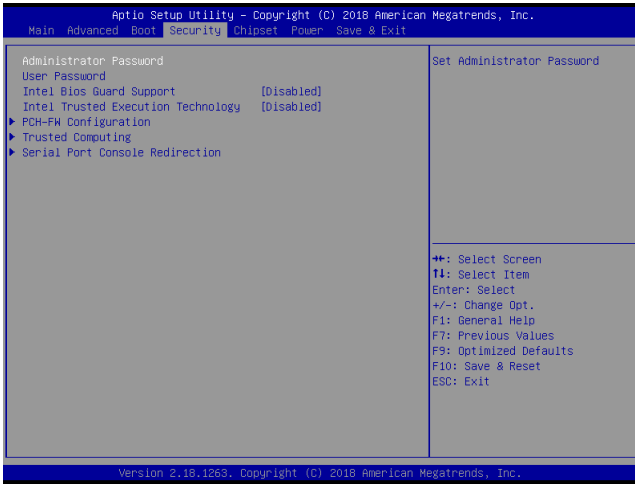 Aptio Setup Utility – Copyright (C) 2018 American Megatrends, Inc.
Main Advanced Boot Security Chipset Power Save & Exit
Administrator Password
User Password
Intel Bios Guard Support [Disabled]
Intel Trusted Execution Technology [Disabled]
PCH-FW Configuration
Trusted Computing
Serial Port Console Redirection
Set Administrator Password
→←: Select Screen
↑↓: Select Item
Enter: Select
+/-: Change Opt.
F1: General Help
F7: Previous Values
F9: Optimized Defaults
F10: Save & Reset
ESC: Exit
Version 2.18.1263. Copyright (C) 2018 American Megatrends, Inc.